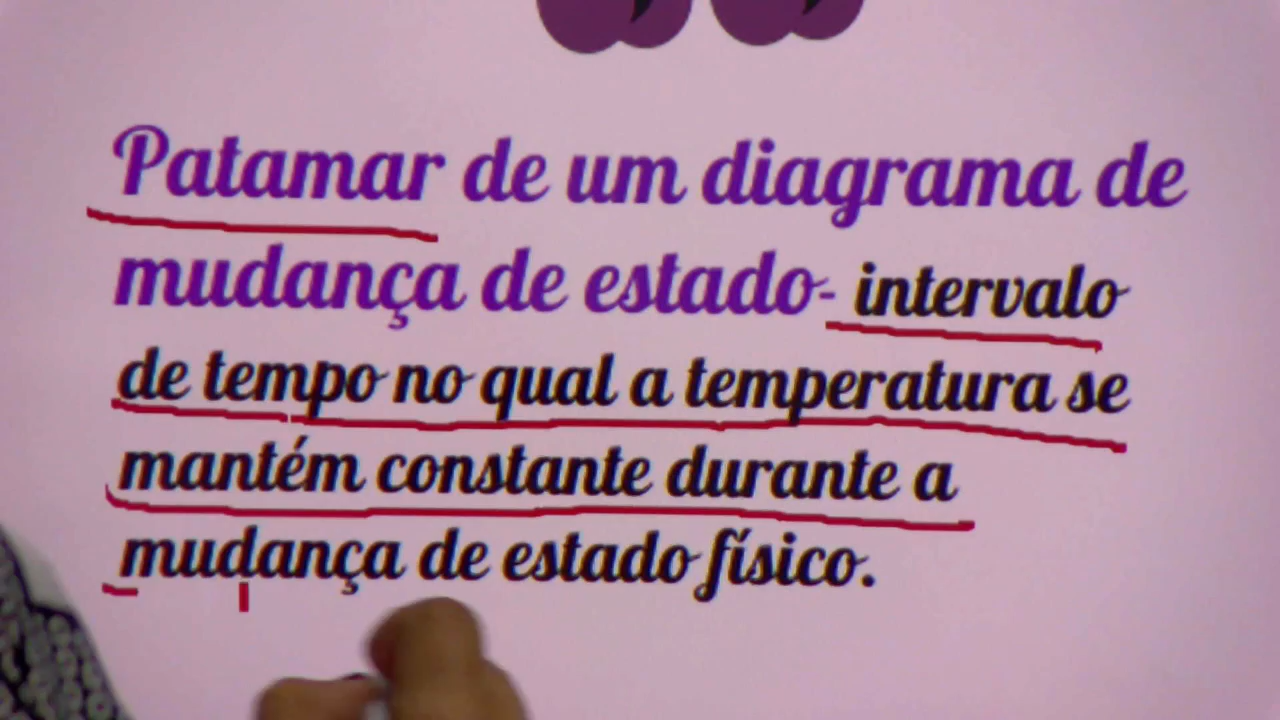 Patamar de um diagrama de
mudança de estado- intervalo
de tempo no qual a temperatura se
mantém constante durante a
mudança de estado físico.